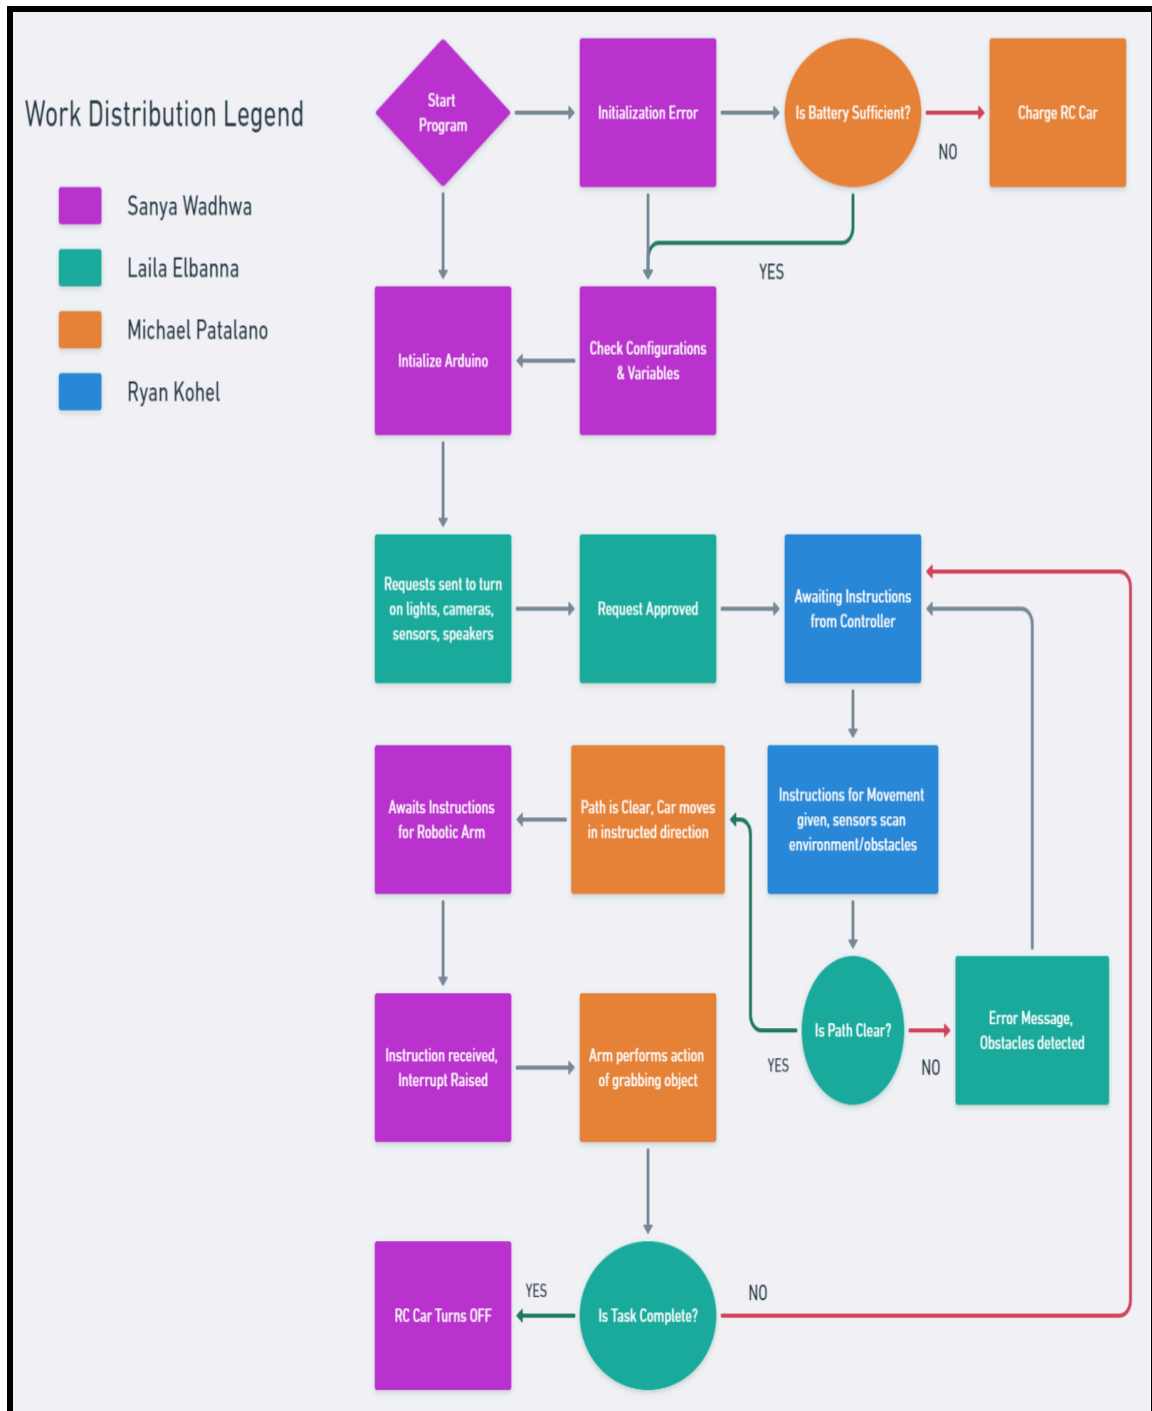 Start
Program
Initialization Error
Is Battery Sufficient?
NO
Charge RC Car
Work Distribution Legend
Sanya Wadhwa
Laila Elbanna
Michael Patalano
Ryan Kohel
YES
Intialize Arduino
Check Configurations
& Variables
Requests sent to turn
on lights, cameras,
sensors, speakers
Request Approved
Awaiting Instructions
from Controller
Awaits Instructions
for Robotic Arm
Path is Clear, Car moves
in instructed direction
Instructions for Movement
given, sensors scan
environment/obstacles
Instruction received,
Interrupt Raised
Arm performs action
of grabbing object
YES
Is Path Clear?
NO
Error Message,
Obstacles detected
RC Car Turns OFF
YES
Is Task Complete?
NO